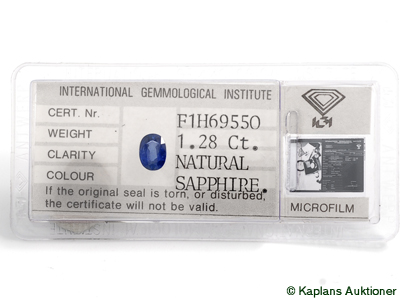 INTERNATIONAL GEMMOLOGICAL INSTITUTE
CERT. Nr. F1H69550
WEIGHT 1.28 Ct.
CLARITY NATURAL
COLOUR SAPPHIRE.
If the original seal is torn, or disturbed,
the certificate will not be valid.
IGI
MICROFILM
© Kaplans Auktioner